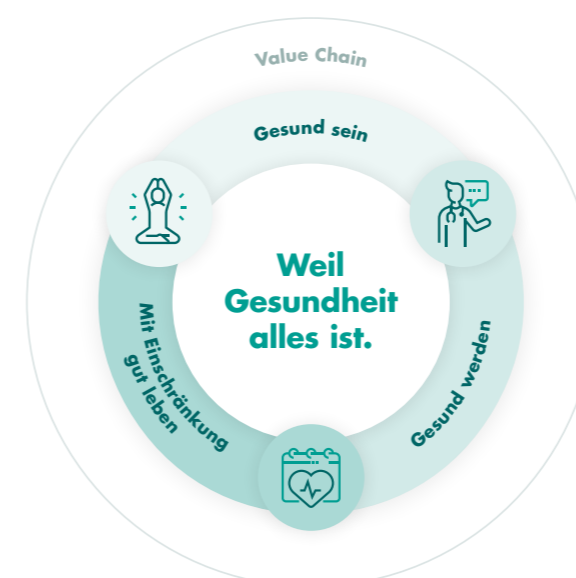 Value Chain
Gesund sein
Weil
Gesundheit
alles ist.
Gesund werden
Mit Einschränkung
gut leben